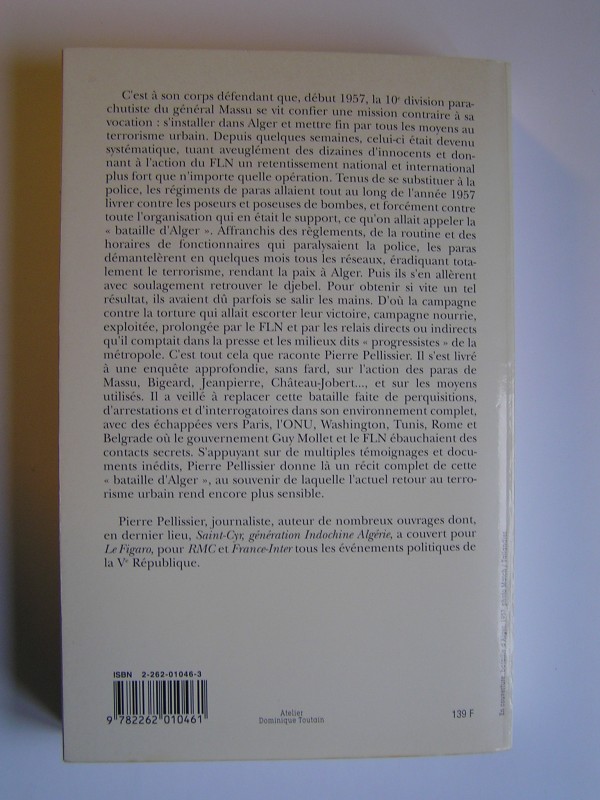 C'est à son corps défendant que, début 1957, la 10e division para-
chutiste du général Massu se vit confier une mission contraire à sa
vocation : s'installer dans Alger et mettre fin par tous les moyens au
terrorisme urbain. Depuis quelques semaines, celui-ci était devenu
systématique, tuant aveuglément des dizaines d'innocents et don-
nant à l'action du FLN un retentissement national et international
plus fort que n'importe quelle opération. Tenus de se substituer à la
police, les régiments de paras allaient tout au long de l'année 1957
livrer contre les poseurs et poseuses de bombes, et forcément contre
toute l'organisation qui en était le support, ce qu'on allait appeler la
« bataille d'Alger ». Affranchis des règlements, de la routine et des
horaires de fonctionnaires qui paralysaient la police, les paras
démantelèrent en quelques mois tous les réseaux, éradiquant tota-
lement le terrorisme, rendant la paix à Alger. Puis ils s'en allèrent
avec soulagement retrouver le djebel. Pour obtenir si vite un tel
résultat, ils avaient dû parfois se salir les mains. D'où la campagne
contre la torture qui allait escorter leur victoire, campagne nourrie,
exploitée, prolongée par le FLN et par les relais directs ou indirects
qu'il comptait dans la presse et les milieux dits « progressistes » de la
métropole. C'est tout cela que raconte Pierre Pellissier. Il s'est livré
à une enquête approfondie, sans fard, sur l'action des paras de
Massu, Bigeard, Jeanpierre, Château-Jobert..., et sur les moyens
utilisés. Il a veillé à replacer cette bataille faite de perquisitions,
d'arrestations et d'interrogatoires dans son environnement complet,
avec des échappées vers Paris, l'ONU, Washington, Tunis, Rome et
Belgrade où le gouvernement Guy Mollet et le FLN ébauchaient des
contacts secrets. S'appuyant sur de multiples témoignages et docu-
ments inédits, Pierre Pellissier donne là un récit complet de cette
« bataille d'Alger », au souvenir de laquelle l'actuel retour au terro-
risme urbain rend encore plus sensible.
Pierre Pellissier, journaliste, auteur de nombreux ouvrages dont,
en dernier lieu, Saint-Cyr, génération Indochine Algérie, a couvert pour
Le Figaro, pour RMC et France-Inter tous les événements politiques de
la Ve République.
ISBN 2-262-01046-3
9 782262 010461
Atelier
Dominique Toutain
139 F
En couverture